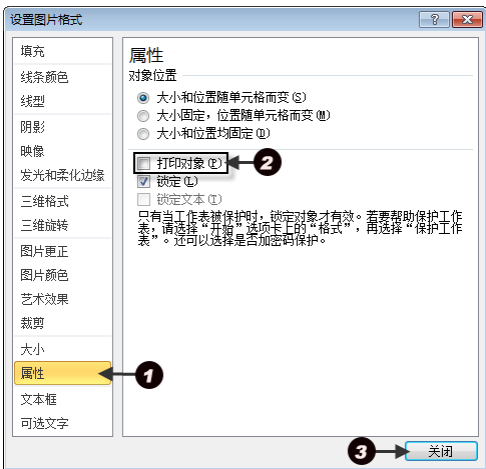 设置图片格式
填充
线条颜色
线型
阴影
映像
发光和柔化边缘
三维格式
三维旋转
图片更正
图片颜色
艺术效果
裁剪
大小
属性
文本框
可选文字
属性
对象位置
大小和位置随单元格而变(S)
大小固定，位置随单元格而变(M)
大小和位置均固定(D)
打印对象(P)
锁定(L)
锁定文本(T)
只有当工作表被保护时，锁定对象才有效。若要帮助保护工作
表，请选择“开始”选项卡上的“格式”，再选择“保护工作
表”。还可以选择是否加密码保护。
1
2
3
关闭